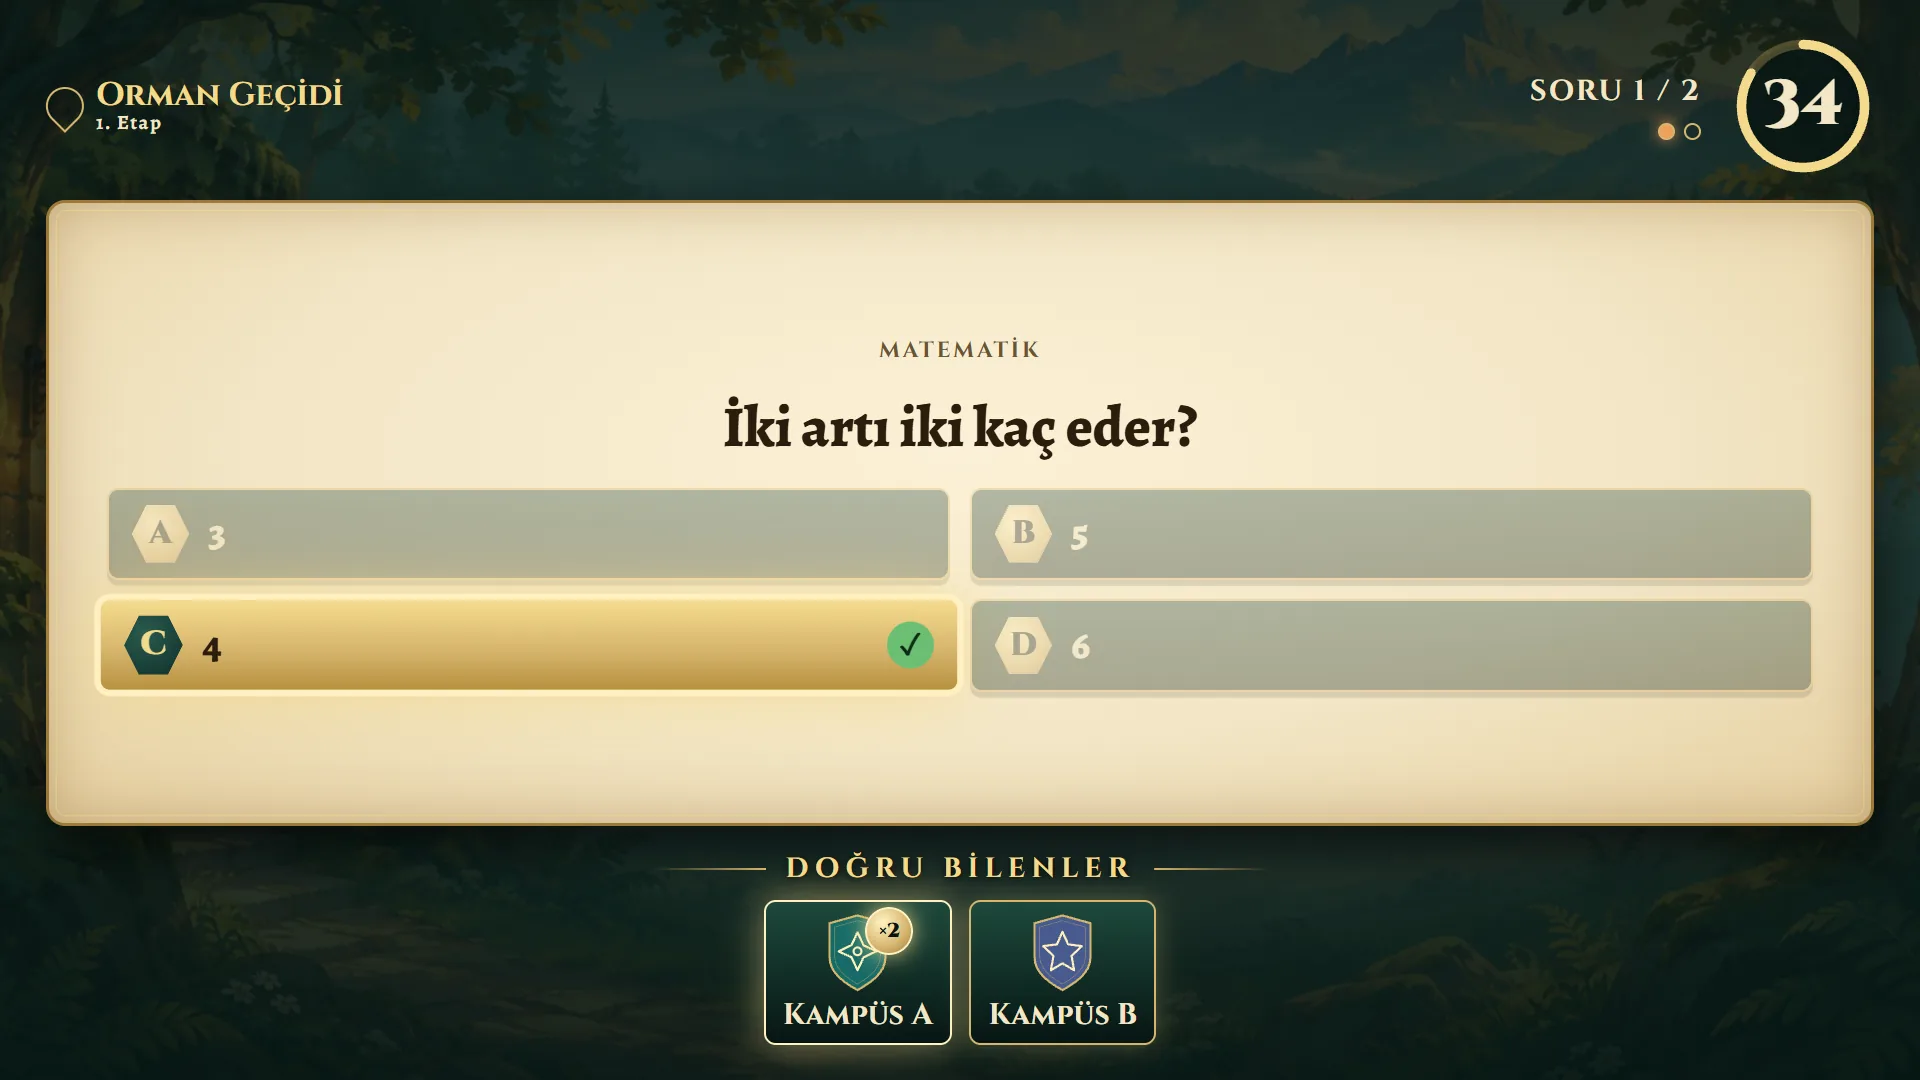 Orman Geçidi
1. Etap
SORU 1 / 2
34
MATEMATİK
İki artı iki kaç eder?
A 3
B 5
C 4 ✓
D 6
DOĞRU BİLENLER
×2
Kampüs A
Kampüs B